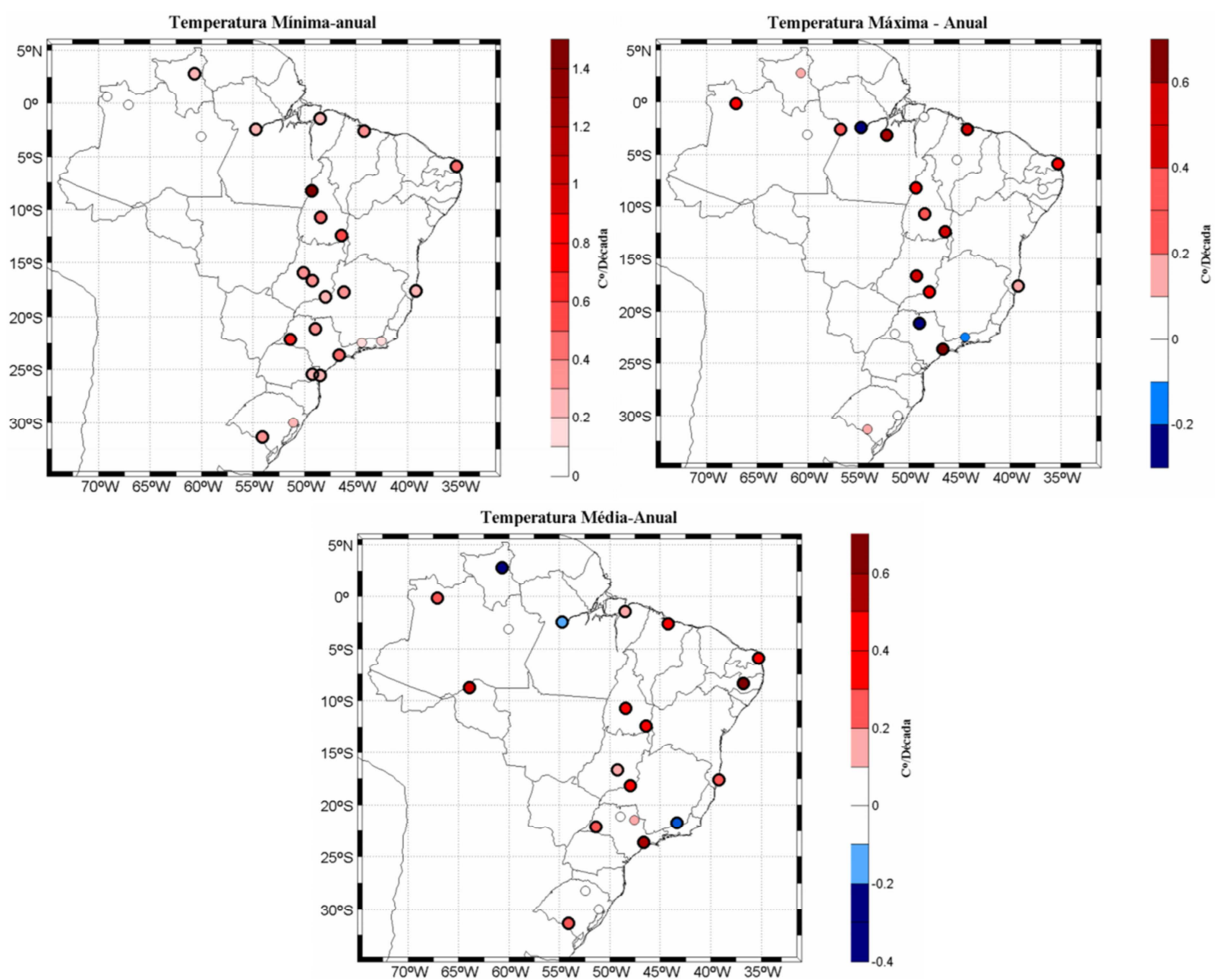 Temperatura Mínima-anual
5ºN
0º
5ºS
10ºS
15ºS
20ºS
25ºS
30ºS
70ºW 65ºW 60ºW 55ºW 50ºW 45ºW 40ºW 35ºW
1.4
1.2
1
0.8
0.6
0.4
0.2
0
Cº/Década
Temperatura Máxima - Anual
5ºN
0º
5ºS
10ºS
15ºS
20ºS
25ºS
30ºS
70ºW 65ºW 60ºW 55ºW 50ºW 45ºW 40ºW 35ºW
0.6
0.4
0.2
0
-0.2
Cº/Década
Temperatura Média-Anual
5ºN
0º
5ºS
10ºS
15ºS
20ºS
25ºS
30ºS
70ºW 65ºW 60ºW 55ºW 50ºW 45ºW 40ºW 35ºW
0.6
0.4
0.2
0
-0.2
-0.4
Cº/Década